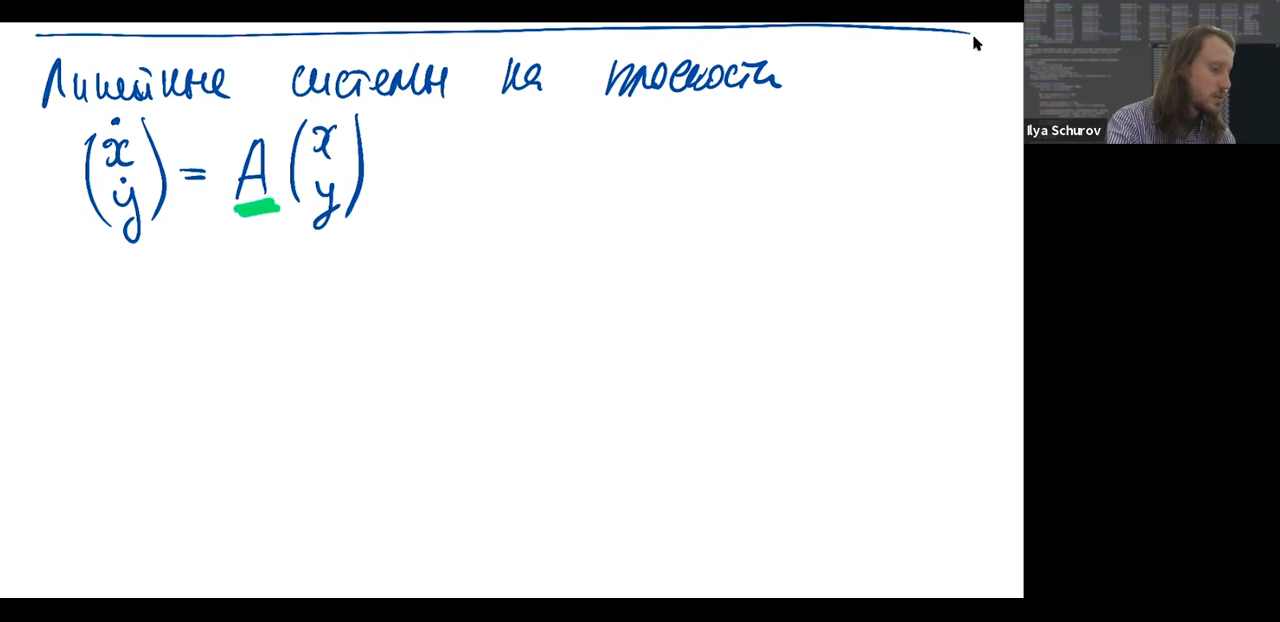 Линейные системы на плоскости
(ẋ ẏ) = A (x y)
Ilya Schurov